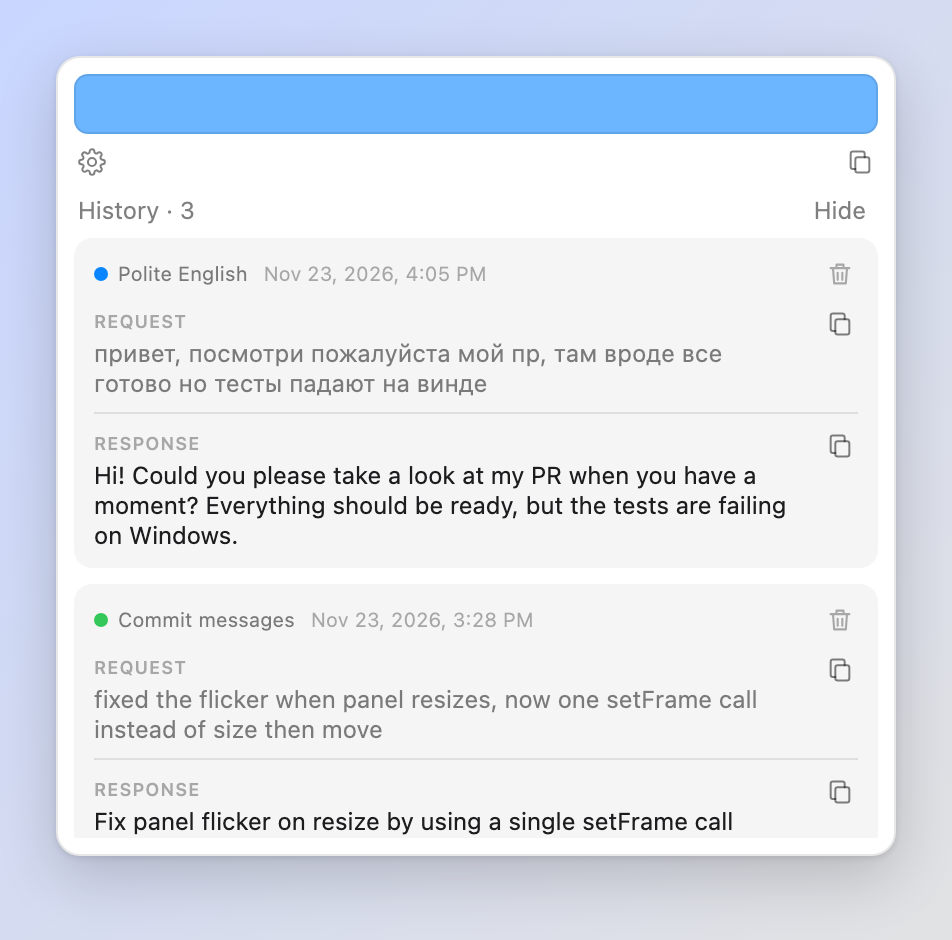 History · 3
Hide
Polite English Nov 23, 2026, 4:05 PM
REQUEST
привет, посмотри пожалуйста мой пр, там вроде все
готово но тесты падают на винде
RESPONSE
Hi! Could you please take a look at my PR when you have a
moment? Everything should be ready, but the tests are failing
on Windows.
Commit messages Nov 23, 2026, 3:28 PM
REQUEST
fixed the flicker when panel resizes, now one setFrame call
instead of size then move
RESPONSE
Fix panel flicker on resize by using a single setFrame call